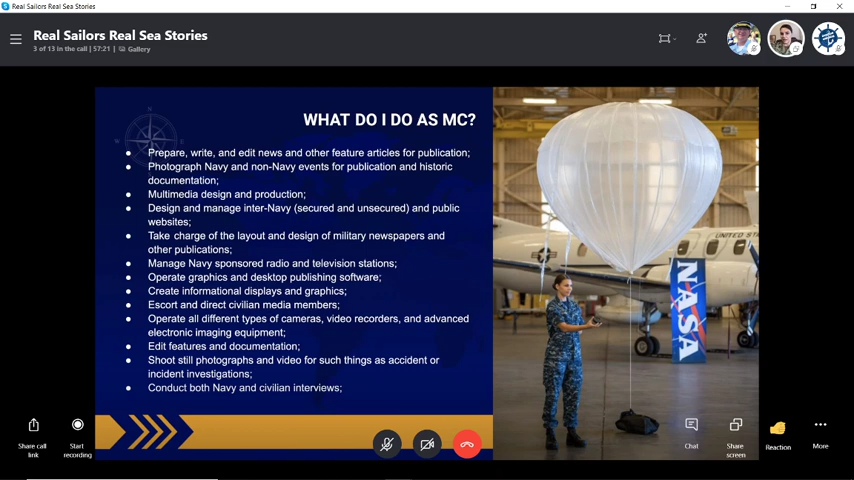 Real Sailors Real Sea Stories
Real Sailors Real Sea Stories
3 of 13 in the call | 57:21 | Gallery
WHAT DO I DO AS MC?
• Prepare, write, and edit news and other feature articles for publication;
• Photograph Navy and non-Navy events for publication and historic
documentation;
• Multimedia design and production;
• Design and manage inter-Navy (secured and unsecured) and public
websites;
• Take charge of the layout and design of military newspapers and
other publications;
• Manage Navy sponsored radio and television stations;
• Operate graphics and desktop publishing software;
• Create informational displays and graphics;
• Escort and direct civilian media members;
• Operate all different types of cameras, video recorders, and advanced
electronic imaging equipment;
• Edit features and documentation;
• Shoot still photographs and video for such things as accident or
incident investigations;
• Conduct both Navy and civilian interviews;
UNITED ST
NASA
Share call
link
Start
recording
Chat
Share
screen
Reaction
More